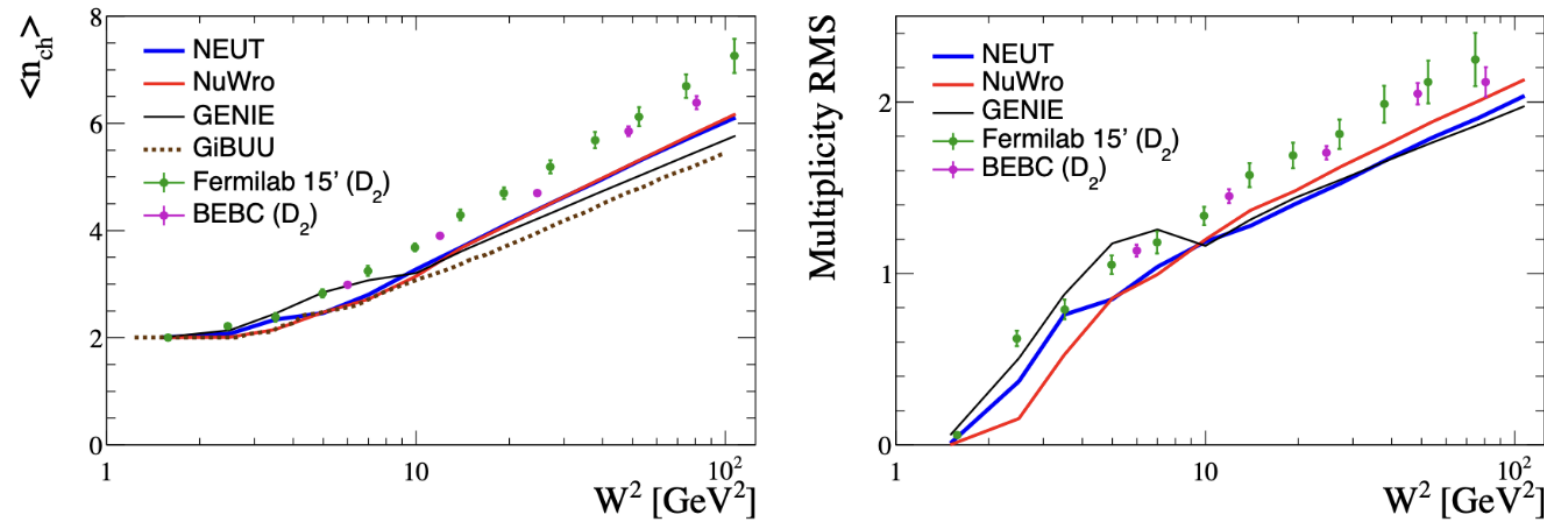 <n_ch>
8
6
4
2
0
NEUT
NuWro
GENIE
GiBUU
Fermilab 15' (D_2)
BEBC (D_2)
1
10
10^2
W^2 [GeV^2]
Multiplicity RMS
2
1
0
NEUT
NuWro
GENIE
Fermilab 15' (D_2)
BEBC (D_2)
1
10
10^2
W^2 [GeV^2]